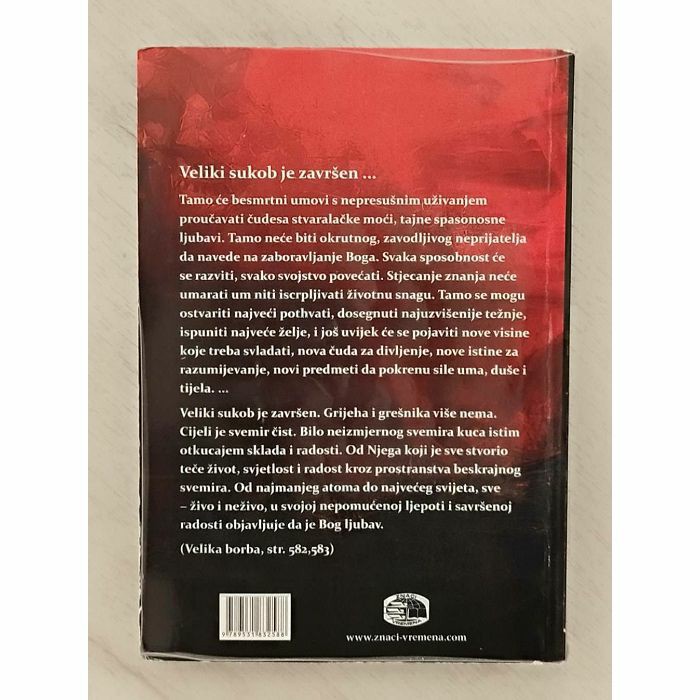 Veliki sukob je završen ...
Tamo će besmrtni umovi s nepresušnim uživanjem
proučavati čudesa stvaralačke moći, tajne spasonosne
ljubavi. Tamo neće biti okrutnog, zavodljivog neprijatelja
da navede na zaboravljanje Boga. Svaka sposobnost će
se razviti, svako svojstvo povećati. Stjecanje znanja neće
umarati um niti iscrpljivati životnu snagu. Tamo se mogu
ostvariti najveći pothvati, dosegnuti najuzvišenije težnje,
ispuniti najveće želje, i još uvijek će se pojaviti nove visine
koje treba svladati, nova čuda za divljenje, nove istine za
razumijevanje, novi predmeti da pokrenu sile uma, duše i
tijela. ...
Veliki sukob je završen. Grijeha i grešnika više nema.
Cijeli je svemir čist. Bilo neizmjernog svemira kuca istim
otkucajem sklada i radosti. Od Njega koji je sve stvorio
teče život, svjetlost i radost kroz prostranstva beskrajnog
svemira. Od najmanjeg atoma do najvećeg svijeta, sve
– živo i neživo, u svojoj nepomućenoj ljepoti i savršenoj
radosti objavljuje da je Bog ljubav.
(Velika borba, str. 582,583)
9 789531 832588
ZNACI
VREMENA
www.znaci-vremena.com